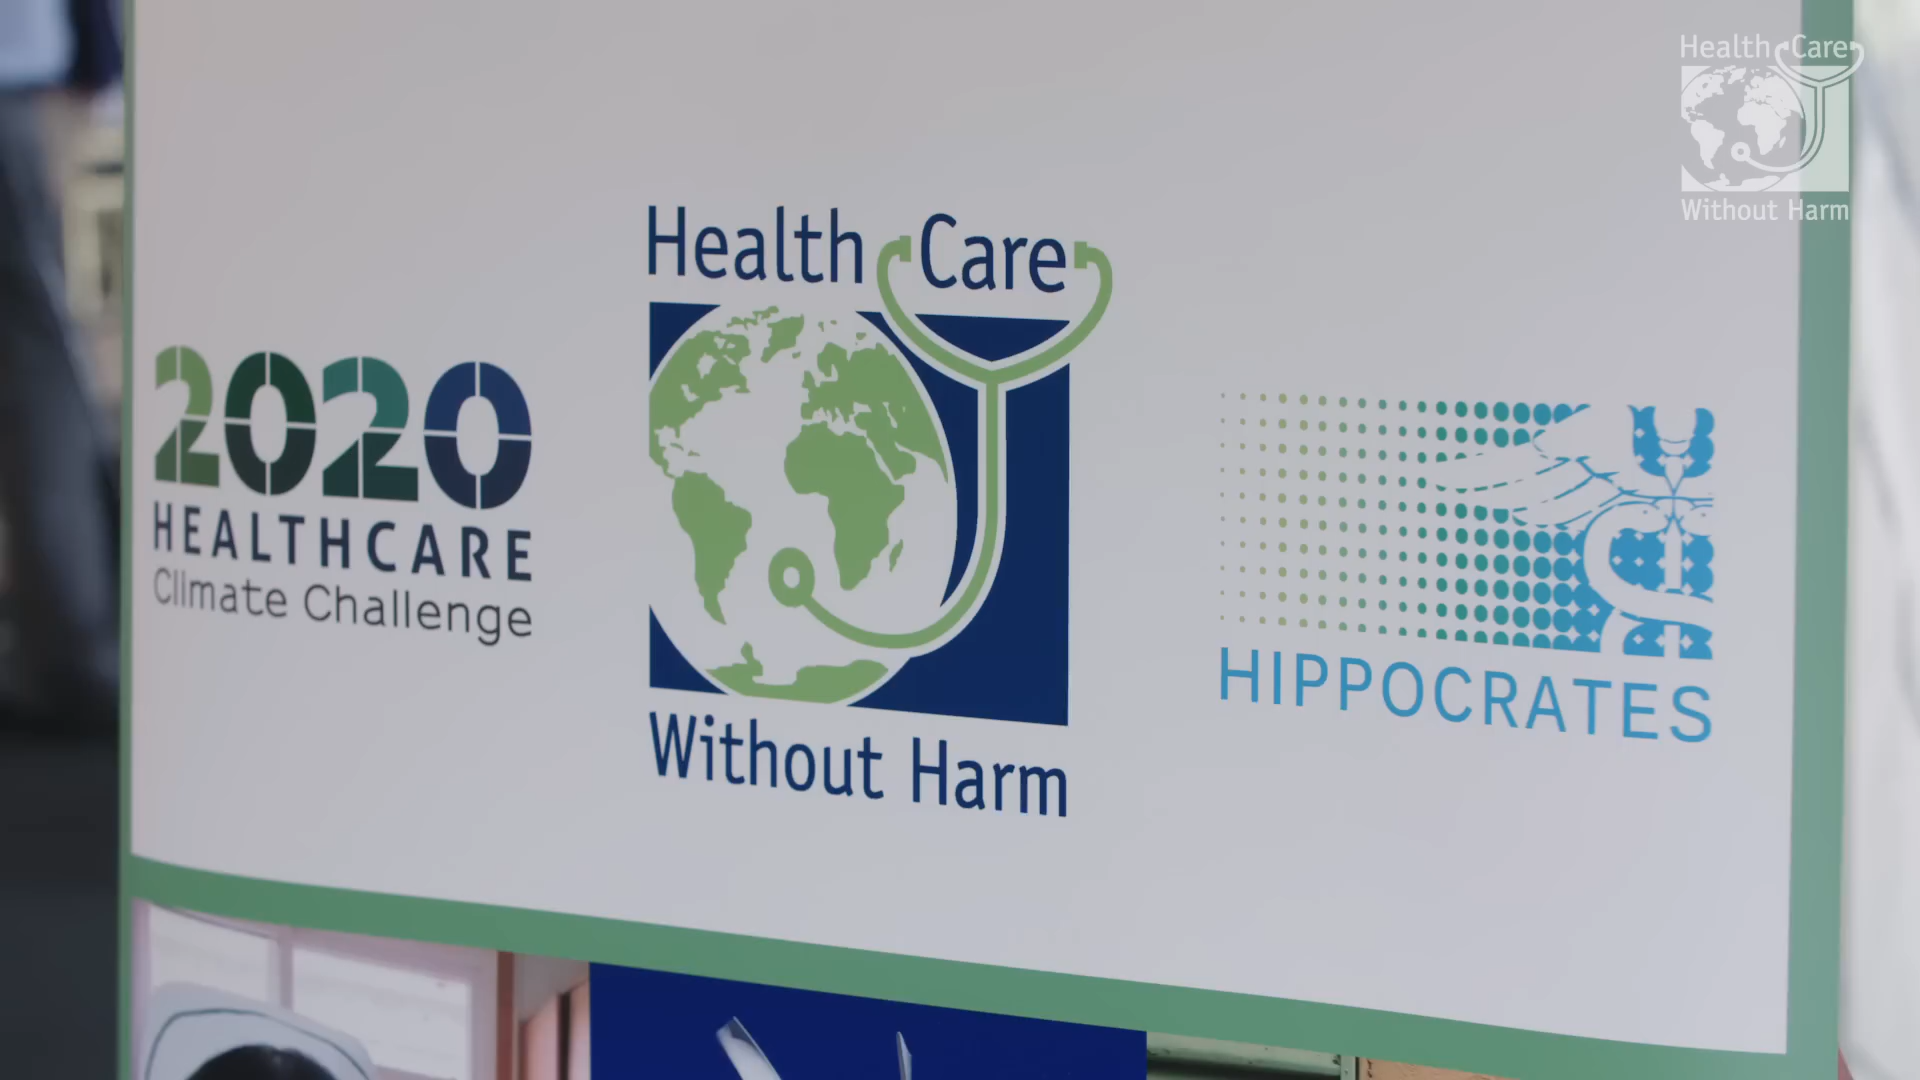 Health Care
Without Harm
2020
HEALTHCARE
Climate Challenge
Health Care
Without Harm
HIPPOCRATES